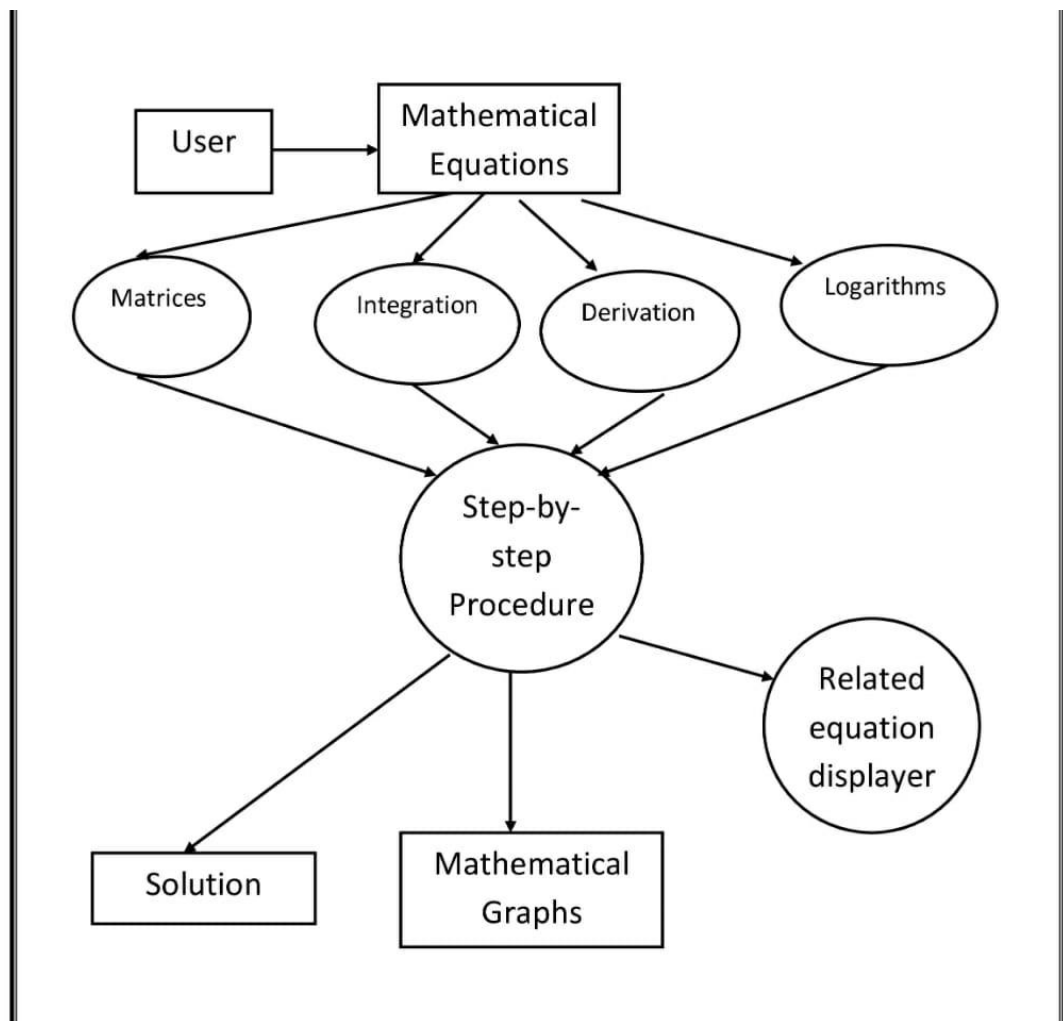 User
Mathematical
Equations
Matrices
Integration
Derivation
Logarithms
Step-by-
step
Procedure
Related
equation
displayer
Solution
Mathematical
Graphs